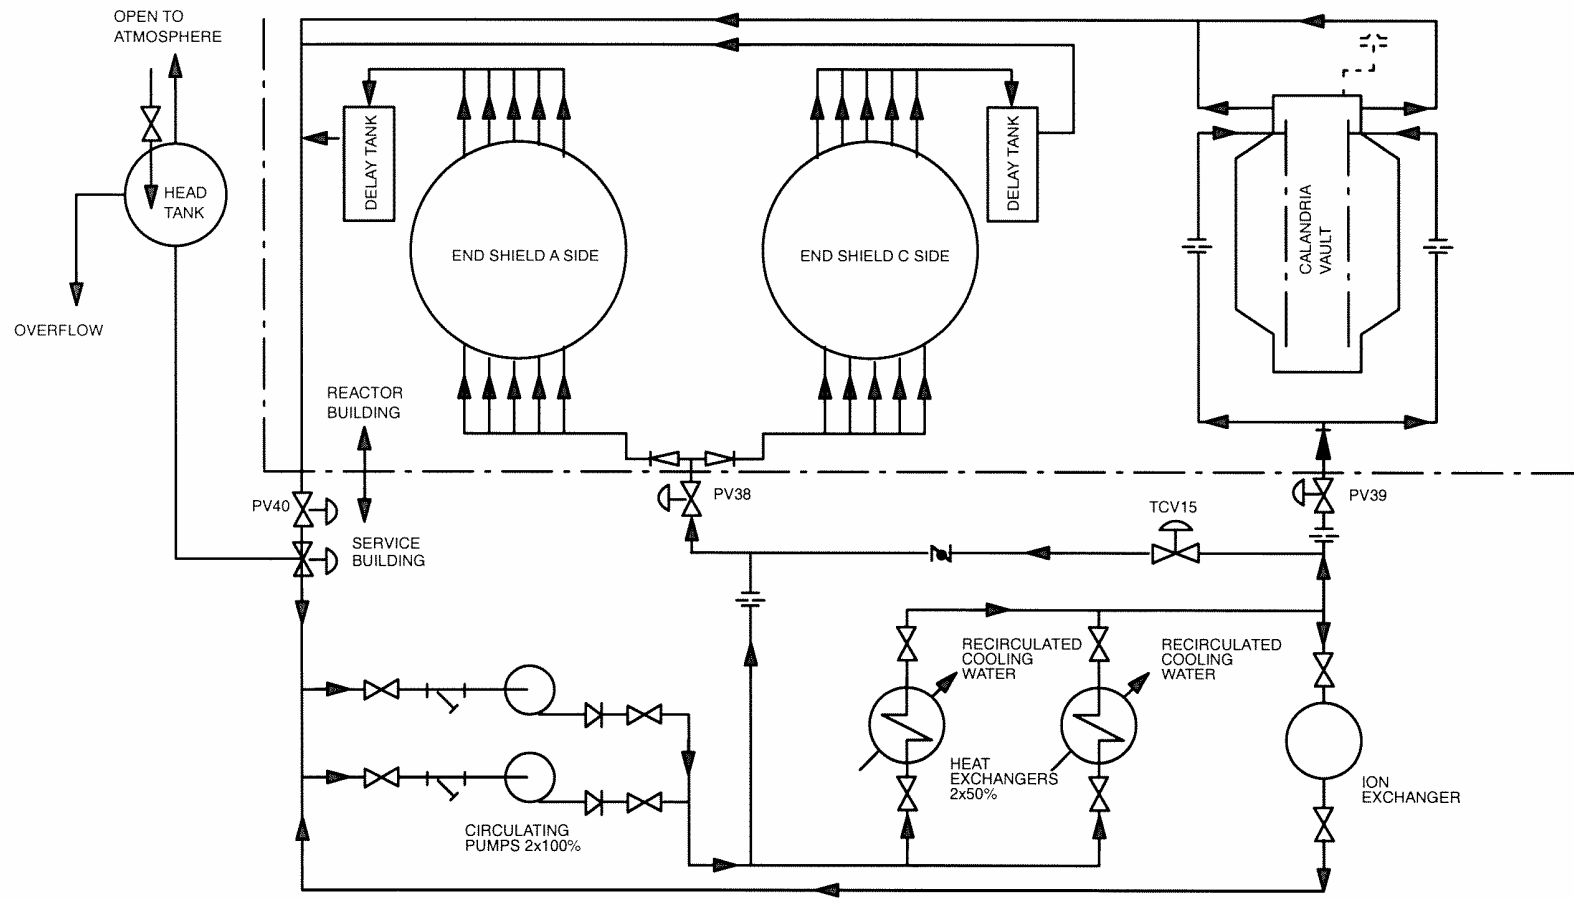 OPEN TO
ATMOSPHERE
HEAD
TANK
OVERFLOW
DELAY TANK
END SHIELD A SIDE
END SHIELD C SIDE
DELAY TANK
CALANDRIA
VAULT
REACTOR
BUILDING
PV40
SERVICE
BUILDING
PV38
TCV15
PV39
RECIRCULATED
COOLING
WATER
RECIRCULATED
COOLING
WATER
HEAT
EXCHANGERS
2x50%
ION
EXCHANGER
CIRCULATING
PUMPS 2x100%